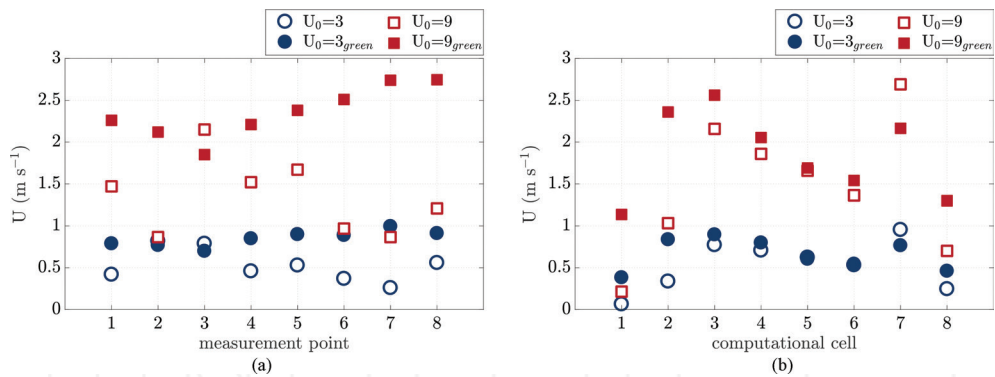 U₀=3 U₀=9
U₀=3green U₀=9green
3
2.5
2
1.5
1
0.5
0
U (m s⁻¹)
1 2 3 4 5 6 7 8
measurement point
(a)
U₀=3 U₀=9
U₀=3green U₀=9green
3
2.5
2
1.5
1
0.5
0
U (m s⁻¹)
1 2 3 4 5 6 7 8
computational cell
(b)